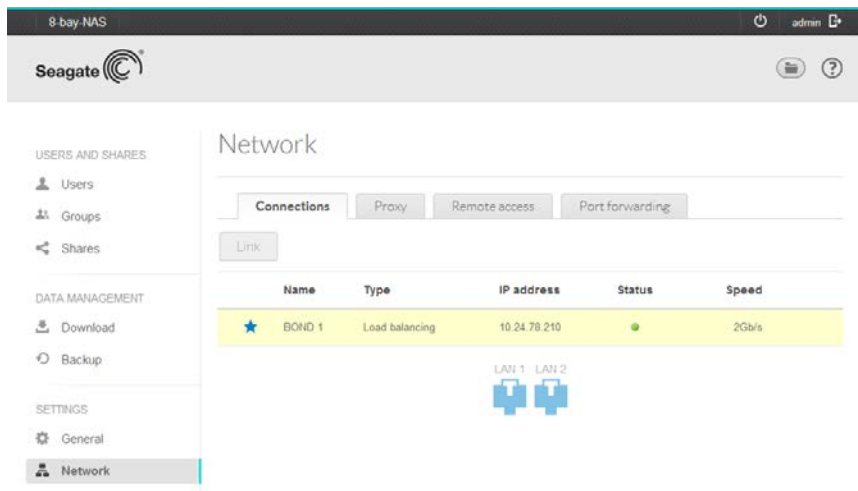 8-bay-NAS
admin
Seagate
?
Network
USERS AND SHARES
Users
Groups
Shares
DATA MANAGEMENT
Download
Backup
SETTINGS
General
Network
Connections Proxy Remote access Port forwarding
Link
Name Type IP address Status Speed
BOND 1 Load balancing 10.24.78.210 2Gb/s
LAN 1 LAN 2